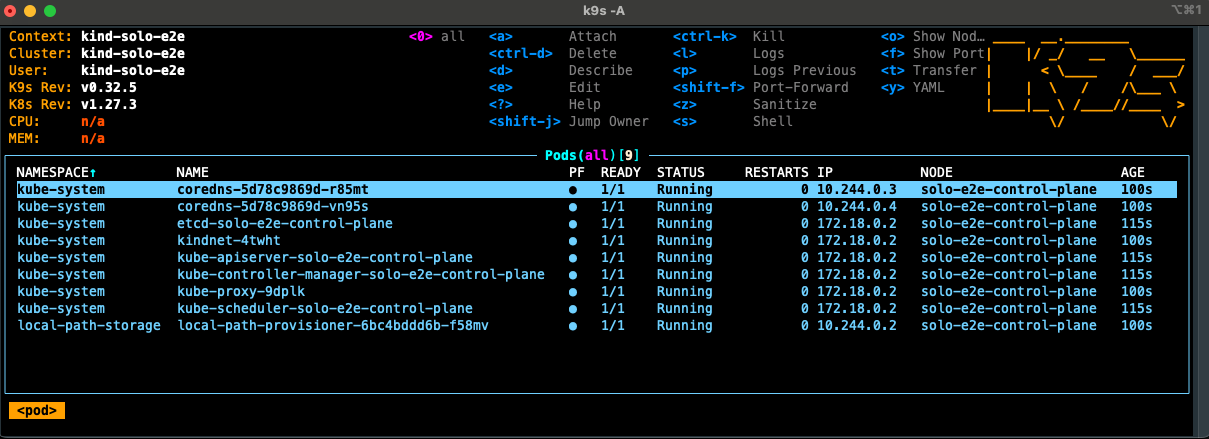 k9s -A
⌥⌘1
Context: kind-solo-e2e <0> all <a> Attach <ctrl-k> Kill <o> Show Nod…
Cluster: kind-solo-e2e <ctrl-d> Delete <l> Logs <f> Show Port
User: kind-solo-e2e <d> Describe <p> Logs Previous <t> Transfer
K9s Rev: v0.32.5 <e> Edit <shift-f> Port-Forward <y> YAML
K8s Rev: v1.27.3 <?> Help <z> Sanitize
CPU: n/a <shift-j> Jump Owner <s> Shell
MEM: n/a
K9s
Pods(all)[9]
NAMESPACE↑ NAME PF READY STATUS RESTARTS IP NODE AGE
kube-system coredns-5d78c9869d-r85mt ● 1/1 Running 0 10.244.0.3 solo-e2e-control-plane 100s
kube-system coredns-5d78c9869d-vn95s ● 1/1 Running 0 10.244.0.4 solo-e2e-control-plane 100s
kube-system etcd-solo-e2e-control-plane ● 1/1 Running 0 172.18.0.2 solo-e2e-control-plane 115s
kube-system kindnet-4twht ● 1/1 Running 0 172.18.0.2 solo-e2e-control-plane 100s
kube-system kube-apiserver-solo-e2e-control-plane ● 1/1 Running 0 172.18.0.2 solo-e2e-control-plane 115s
kube-system kube-controller-manager-solo-e2e-control-plane ● 1/1 Running 0 172.18.0.2 solo-e2e-control-plane 115s
kube-system kube-proxy-9dplk ● 1/1 Running 0 172.18.0.2 solo-e2e-control-plane 100s
kube-system kube-scheduler-solo-e2e-control-plane ● 1/1 Running 0 172.18.0.2 solo-e2e-control-plane 115s
local-path-storage local-path-provisioner-6bc4bddd6b-f58mv ● 1/1 Running 0 10.244.0.2 solo-e2e-control-plane 100s
<pod>